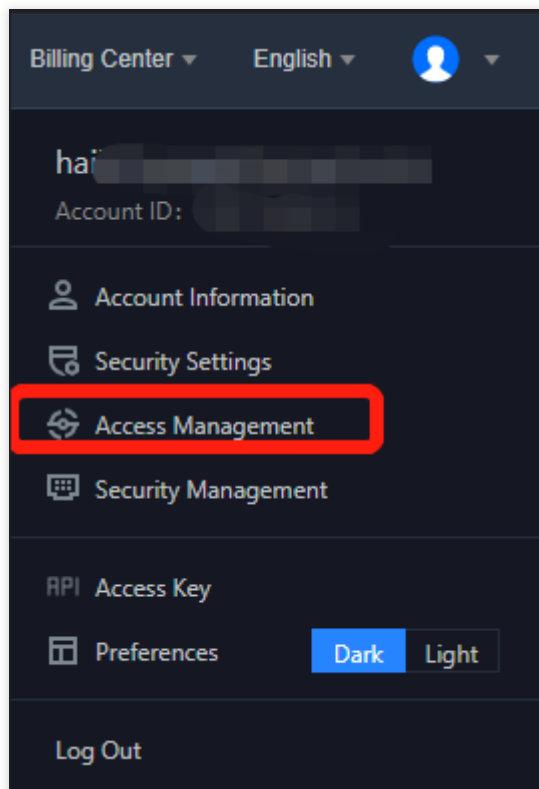 Billing Center English
hai
Account ID:
Account Information
Security Settings
Access Management
Security Management
API Access Key
Preferences Dark Light
Log Out